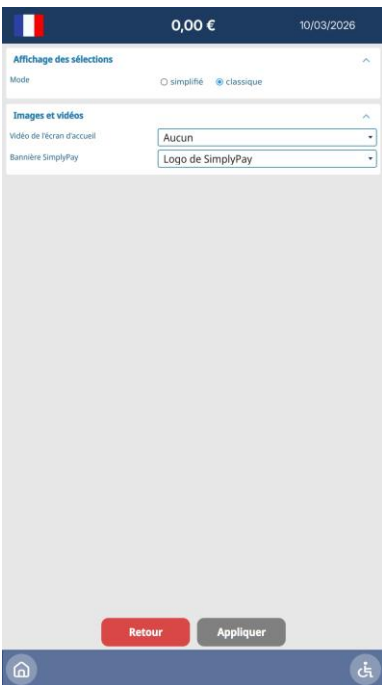 0,00 €
10/03/2026
Affichage des sélections
Mode
simplifié
classique
Images et vidéos
Vidéo de l'écran d'accueil
Aucun
Bannière SimplyPay
Logo de SimplyPay
Retour
Appliquer